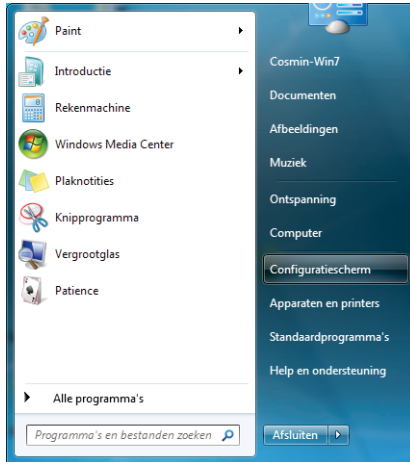 Paint
Introductie
Rekenmachine
Windows Media Center
Plaknotities
Knipprogramma
Vergrootglas
Patience
Alle programma's
Programma's en bestanden zoeken
Cosmin-Win7
Documenten
Afbeeldingen
Muziek
Ontspanning
Computer
Configuratiescherm
Apparaten en printers
Standaardprogramma's
Help en ondersteuning
Afsluiten